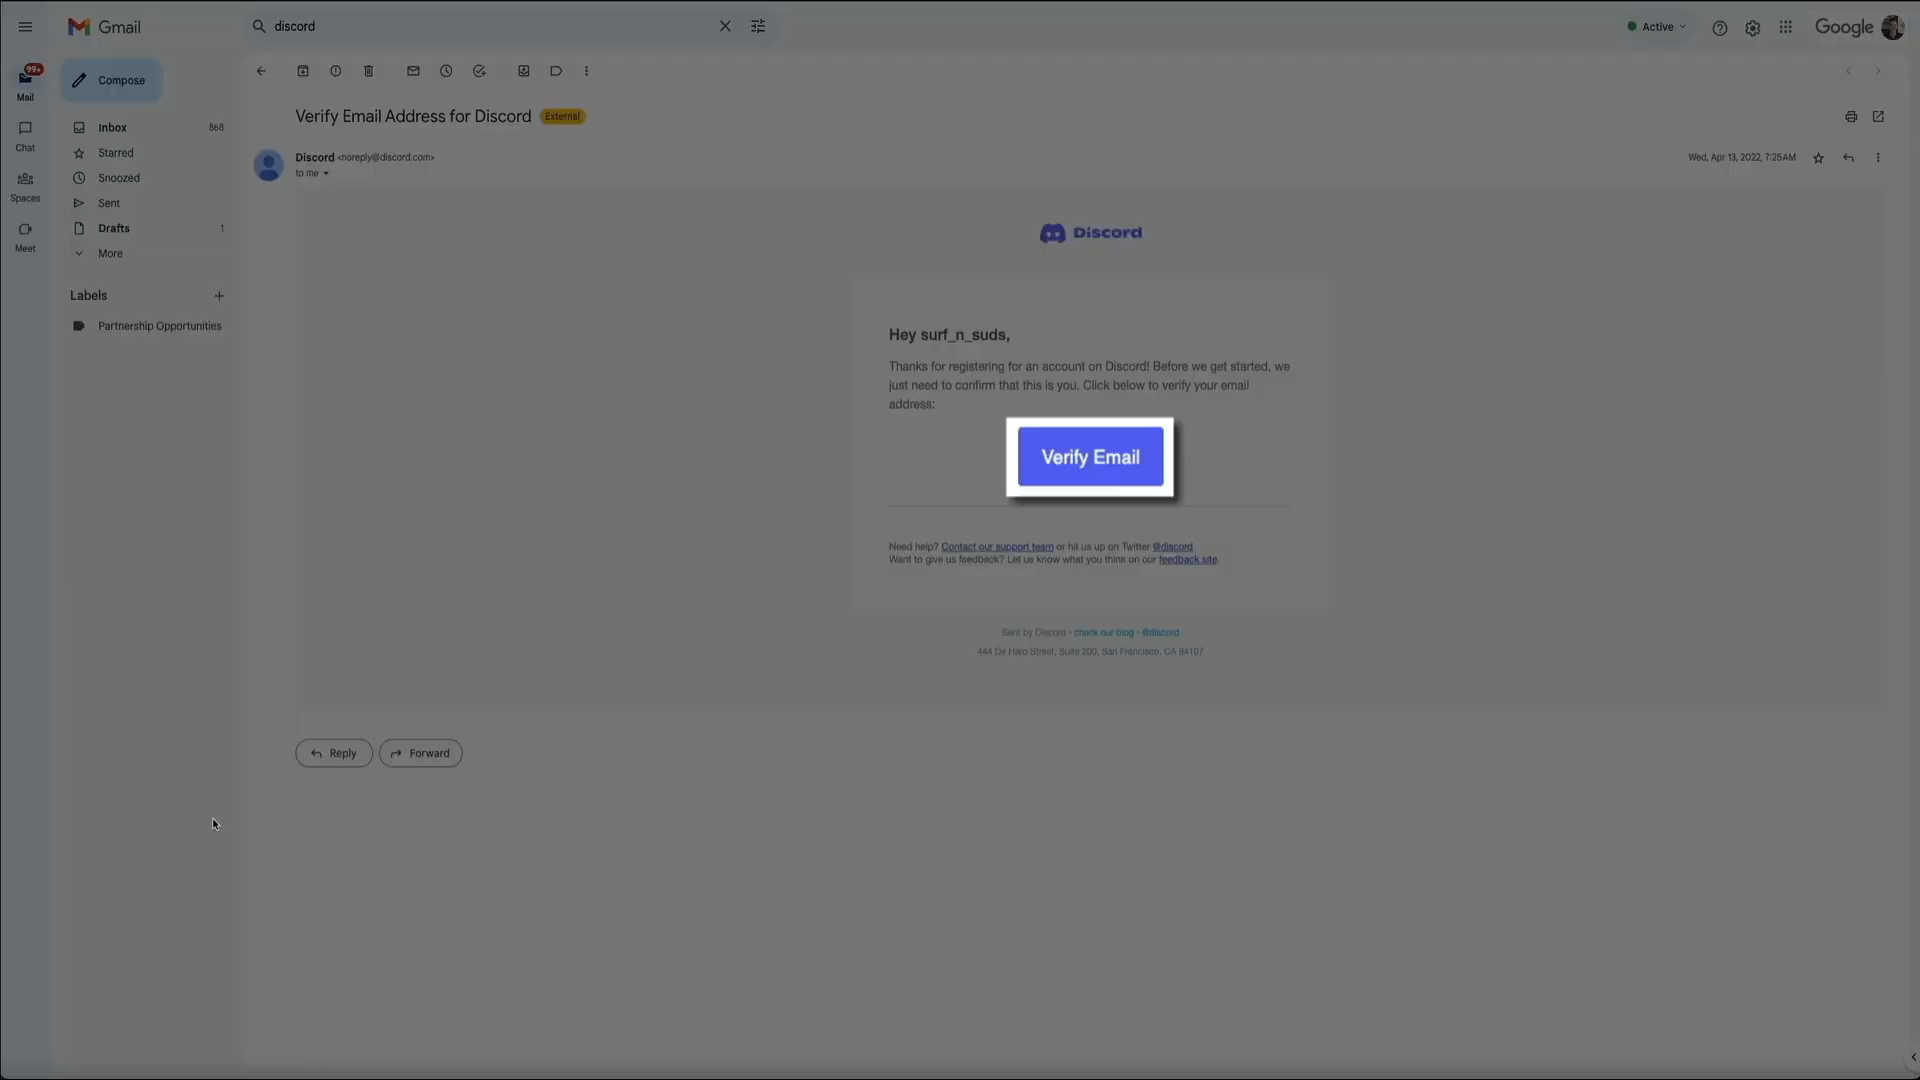 Gmail
discord
Active
Google
99+
Mail
Compose
Chat
Inbox 868
Starred
Spaces
Snoozed
Sent
Meet
Drafts 1
More
Labels
Partnership Opportunities
Verify Email Address for Discord External
Discord <noreply@discord.com>
Wed, Apr 13, 2022, 7:25AM
to me
Discord
Hey surf_n_suds,
Thanks for registering for an account on Discord! Before we get started, we
just need to confirm that this is you. Click below to verify your email
address:
Verify Email
Need help? Contact our support team or hit us up on Twitter @discord.
Want to give us feedback? Let us know what you think on our feedback site.
Sent by Discord • check our blog • @discord
444 De Haro Street, Suite 200, San Francisco, CA 94107
Reply
Forward